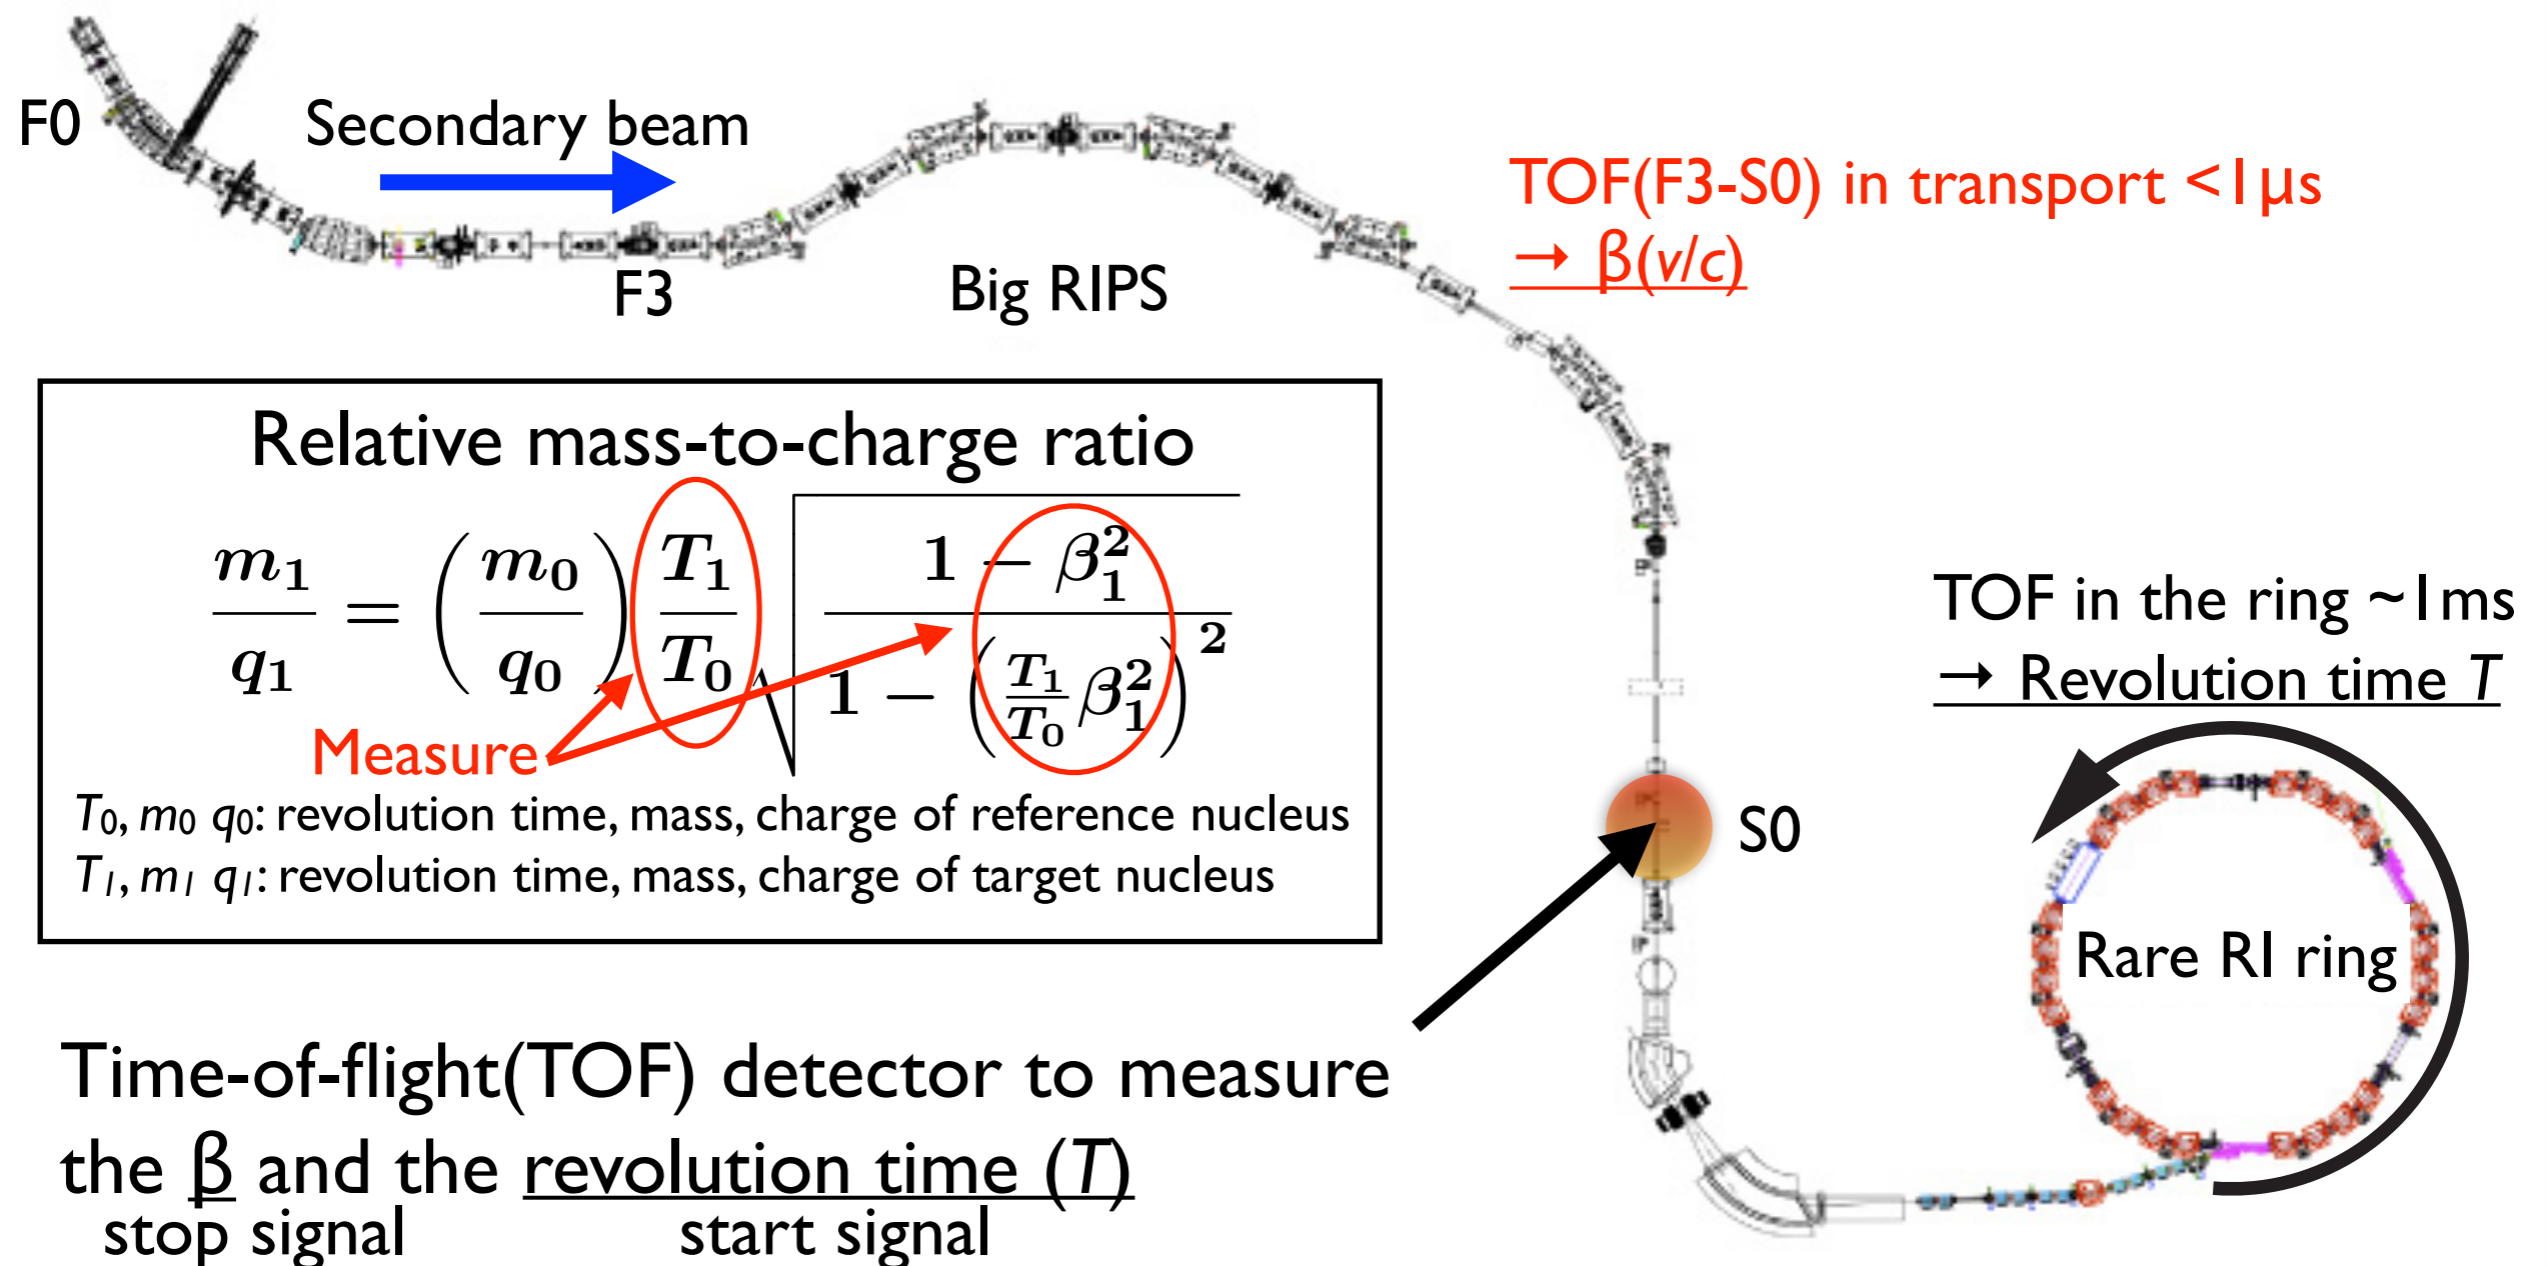 F0
Secondary beam
F3
Big RIPS
TOF(F3-S0) in transport <1μs
→ β(v/c)
Relative mass-to-charge ratio
m₁/q₁ = (m₀/q₀) T₁/T₀ √((1 − β₁²)/(1 − (T₁/T₀ β₁²)²))
Measure
T₀, m₀ q₀: revolution time, mass, charge of reference nucleus
T₁, m₁ q₁: revolution time, mass, charge of target nucleus
TOF in the ring ~1ms
→ Revolution time T
S0
Rare RI ring
Time-of-flight(TOF) detector to measure
the β and the revolution time (T)
stop signal start signal